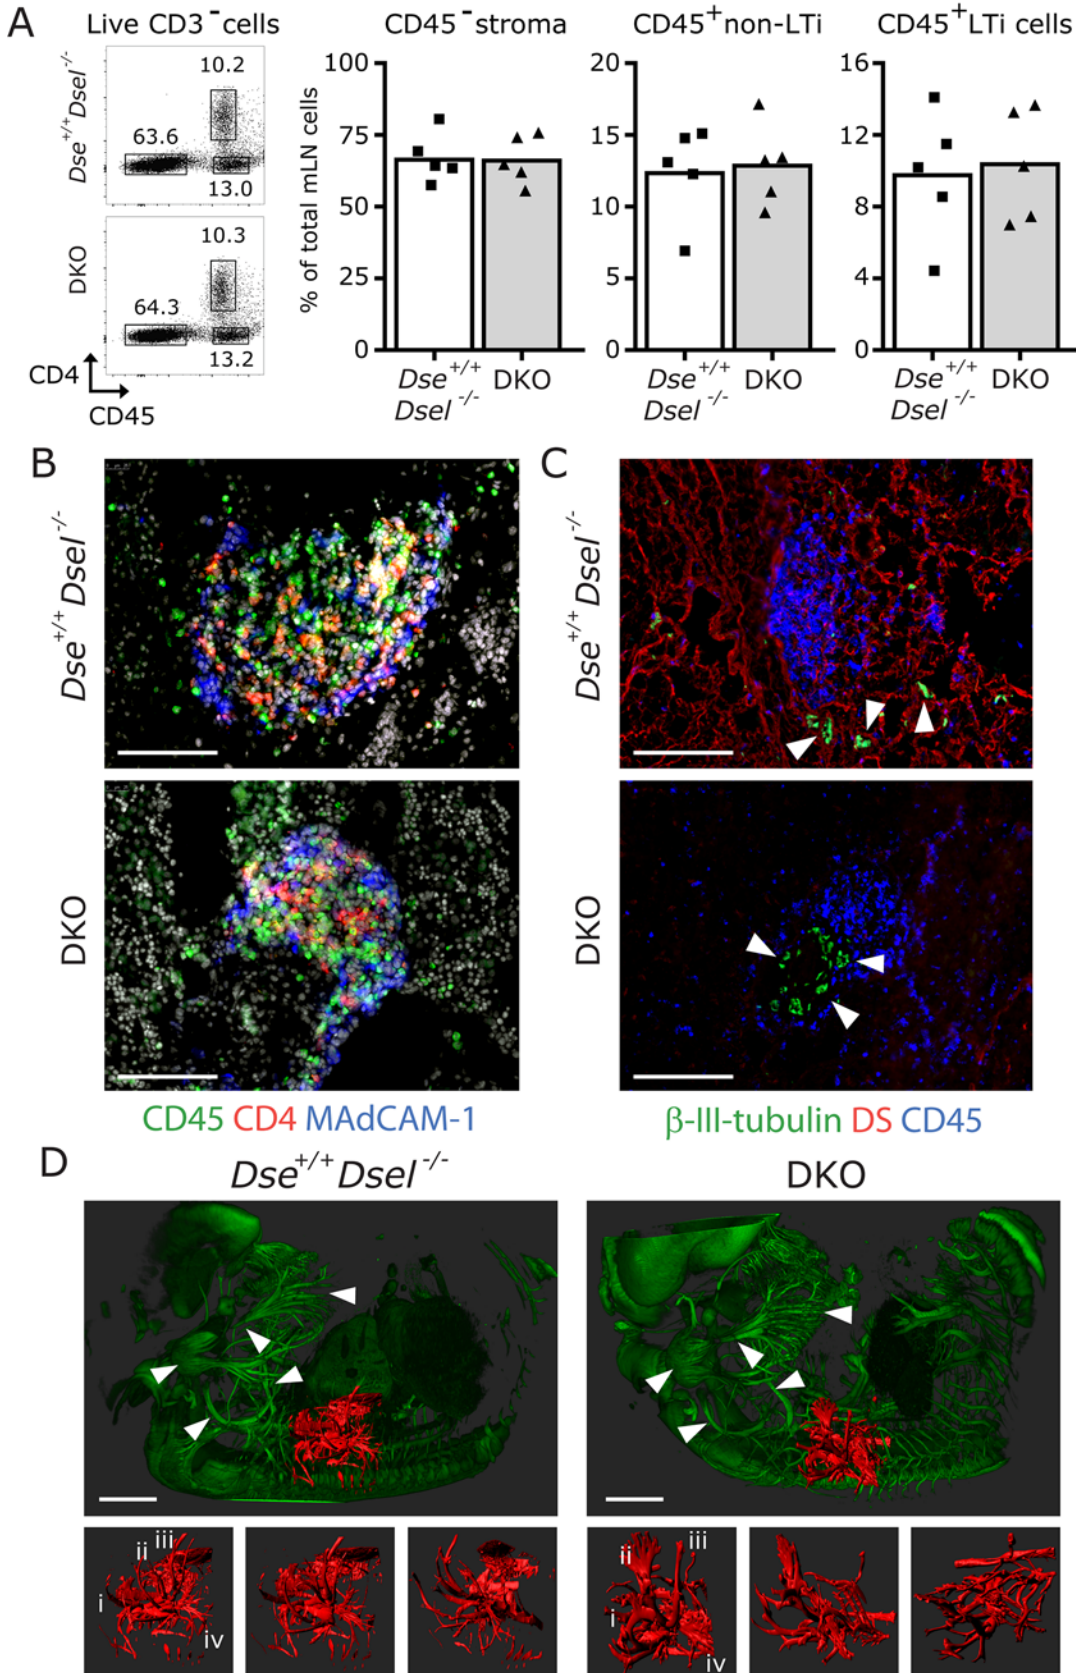 A
Live CD3⁻cells
CD45⁻stroma
CD45⁺non-LTi
CD45⁺LTi cells
Dse⁺/⁺Dsel⁻/⁻
10.2
63.6
13.0
DKO
10.3
64.3
13.2
CD4
CD45
% of total mLN cells
100
75
50
25
0
Dse⁺/⁺ DKO
Dsel⁻/⁻
20
15
10
5
0
Dse⁺/⁺ DKO
Dsel⁻/⁻
16
12
8
4
0
Dse⁺/⁺ DKO
Dsel⁻/⁻
B
Dse⁺/⁺ Dsel⁻/⁻
DKO
CD45 CD4 MAdCAM-1
C
Dse⁺/⁺ Dsel⁻/⁻
DKO
β-III-tubulin DS CD45
D
Dse⁺/⁺Dsel⁻/⁻
DKO
i
ii
iii
iv
i
ii
iii
iv